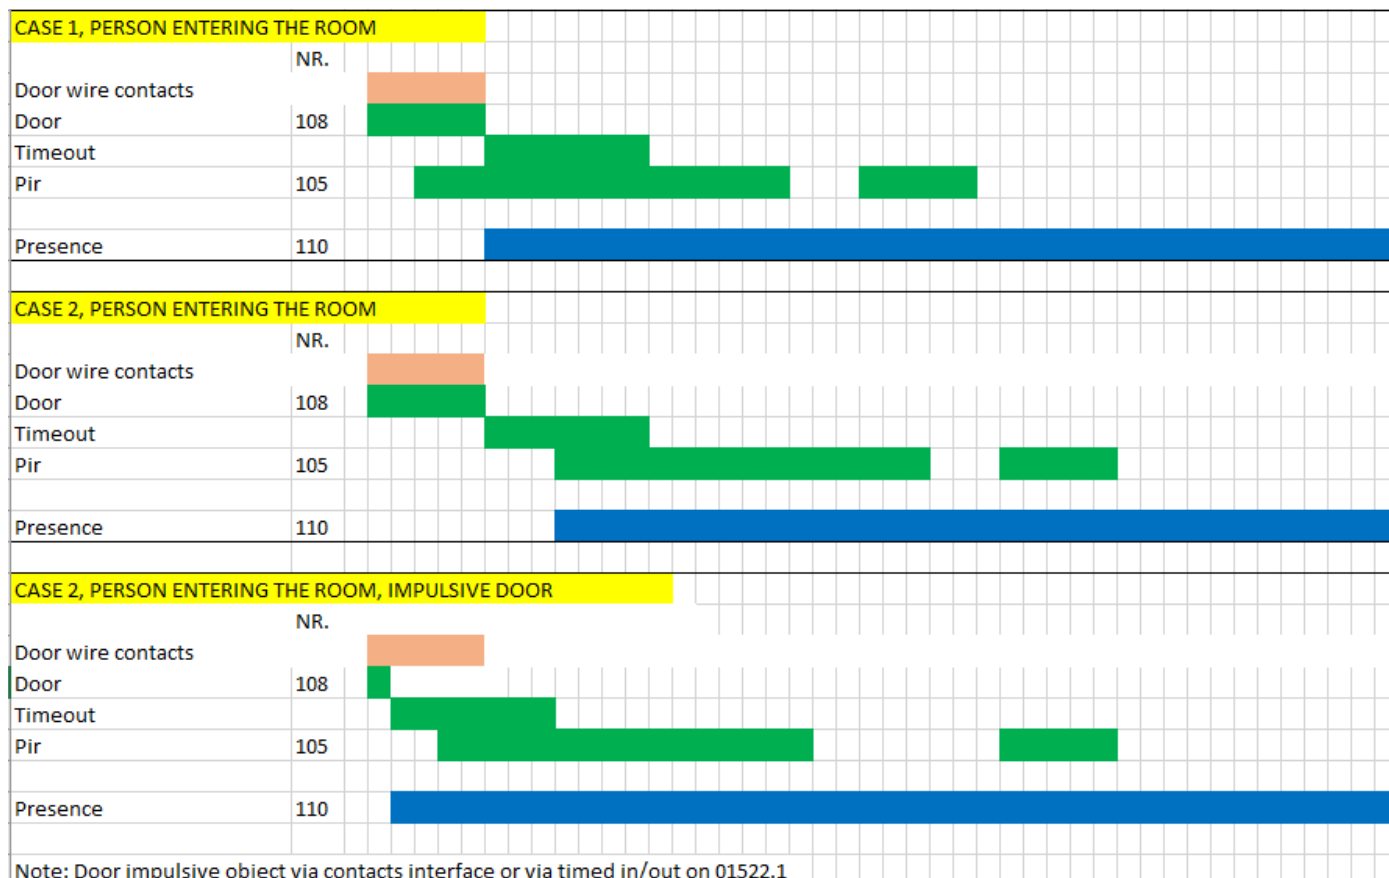 CASE 1, PERSON ENTERING THE ROOM
NR.
Door wire contacts
Door 108
Timeout
Pir 105
Presence 110
CASE 2, PERSON ENTERING THE ROOM
NR.
Door wire contacts
Door 108
Timeout
Pir 105
Presence 110
CASE 2, PERSON ENTERING THE ROOM, IMPULSIVE DOOR
NR.
Door wire contacts
Door 108
Timeout
Pir 105
Presence 110
Note: Door impulsive object via contacts interface or via timed in/out on 01522.1